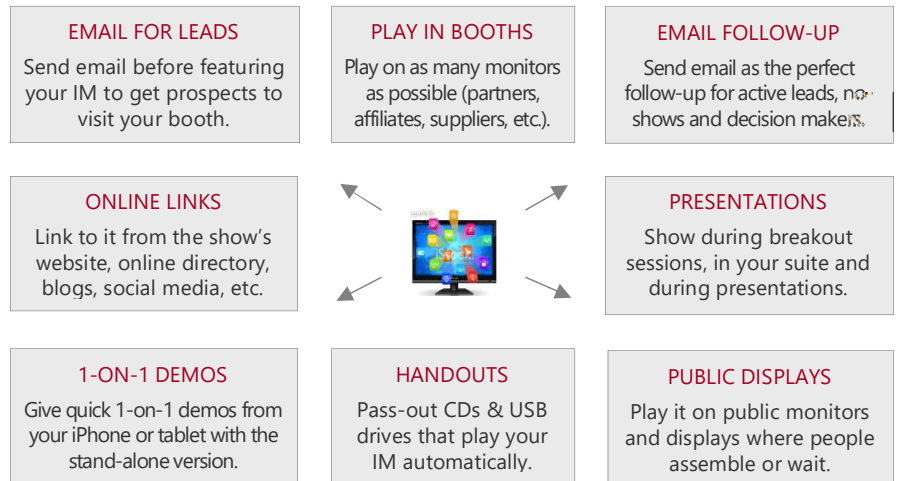 EMAIL FOR LEADS
Send email before featuring
your IM to get prospects to
visit your booth.
PLAY IN BOOTHS
Play on as many monitors
as possible (partners,
affiliates, suppliers, etc.).
EMAIL FOLLOW-UP
Send email as the perfect
follow-up for active leads, no-
shows and decision makers.
ONLINE LINKS
Link to it from the show's
website, online directory,
blogs, social media, etc.
iStock
PRESENTATIONS
Show during breakout
sessions, in your suite and
during presentations.
1-ON-1 DEMOS
Give quick 1-on-1 demos from
your iPhone or tablet with the
stand-alone version.
HANDOUTS
Pass-out CDs & USB
drives that play your
IM automatically.
PUBLIC DISPLAYS
Play it on public monitors
and displays where people
assemble or wait.